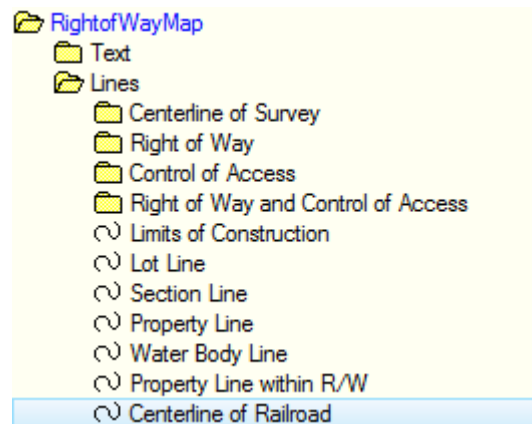 RightofWayMap
Text
Lines
Centerline of Survey
Right of Way
Control of Access
Right of Way and Control of Access
Limits of Construction
Lot Line
Section Line
Property Line
Water Body Line
Property Line within R/W
Centerline of Railroad